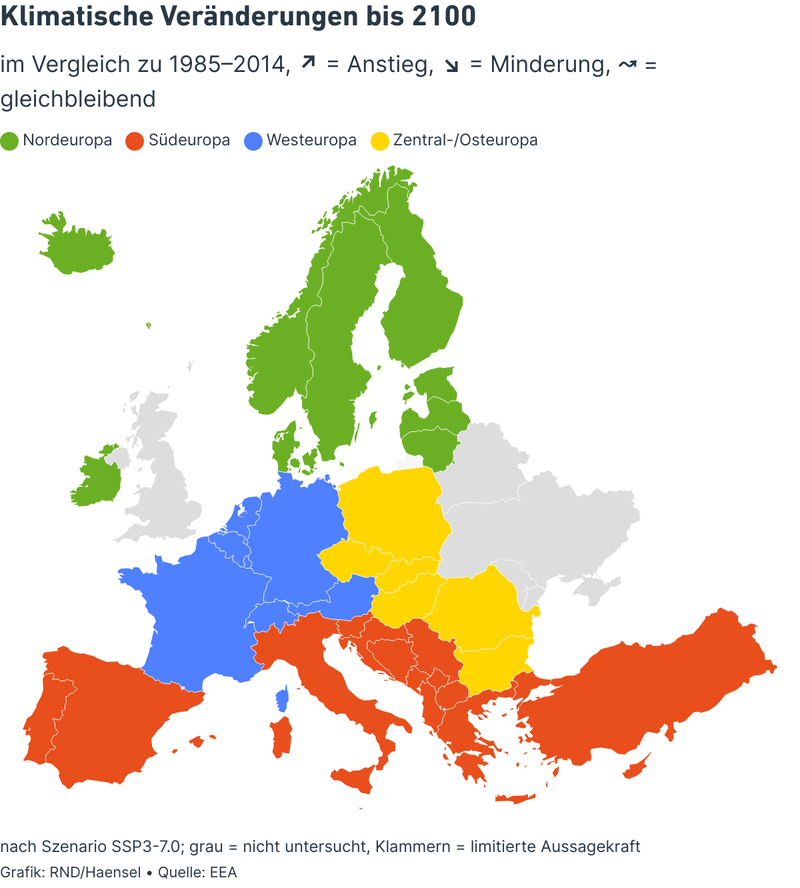 Klimatische Veränderungen bis 2100
im Vergleich zu 1985–2014, ↗ = Anstieg, ↘ = Minderung, ⤳ =
gleichbleibend
Nordeuropa Südeuropa Westeuropa Zentral-/Osteuropa
nach Szenario SSP3-7.0; grau = nicht untersucht, Klammern = limitierte Aussagekraft
Grafik: RND/Haensel • Quelle: EEA